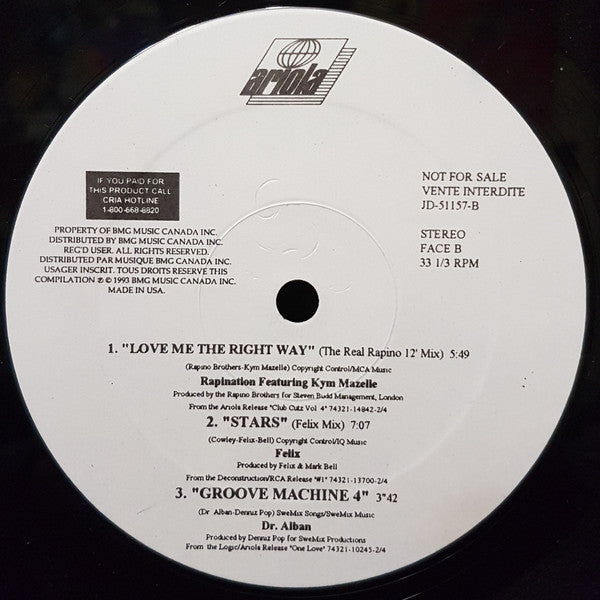 ariola
IF YOU PAID FOR
THIS PRODUCT CALL
CRIA HOTLINE
1-800-668-8820
NOT FOR SALE
VENTE INTERDITE
JD-51157-B
PROPERTY OF BMG MUSIC CANADA INC.
DISTRIBUTED BY BMG MUSIC CANADA INC.
REG'D USER. ALL RIGHTS RESERVED.
DISTRIBUÉ PAR MUSIQUE BMG CANADA INC.
USAGER INSCRIT. TOUS DROITS RESERVÉ THIS
COMPILATION ℗ © 1993 BMG MUSIC CANADA INC.
MADE IN USA.
STEREO
FACE B
33 1/3 RPM
1. "LOVE ME THE RIGHT WAY" (The Real Rapino 12' Mix) 5:49
(Rapino Brothers-Kym Mazelle) Copyright Control/MCA Music
Rapination Featuring Kym Mazelle
Produced by the Rapino Brothers for Steven Budd Management, London
From the Ariola Release "Club Cutz Vol 4" 74321-14842-2/4
2. "STARS" (Felix Mix) 7:07
(Cowley-Felix-Bell) Copyright Control/IQ Music
Felix
Produced by Felix & Mark Bell
From the Deconstruction/RCA Release "#1" 74321-13700-2/4
3. "GROOVE MACHINE 4" 3"42
(Dr. Alban-Denniz Pop) SweMix Songs/SweMix Music
Dr. Alban
Produced by Denniz Pop for SweMix Productions
From the Logic/Ariola Release "One Love" 74321-10245-2/4